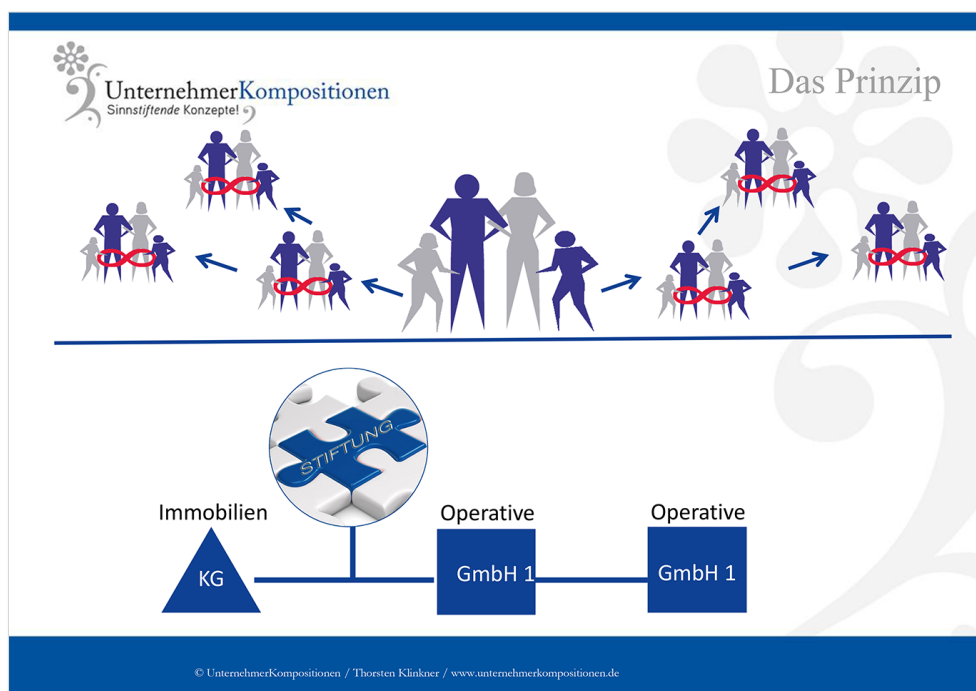 UnternehmerKompositionen
Sinnstiftende Konzepte!
Das Prinzip
STIFTUNG
Immobilien
Operative
Operative
KG
GmbH 1
GmbH 1
© UnternehmerKompositionen / Thorsten Klinkner / www.unternehmerkompositionen.de